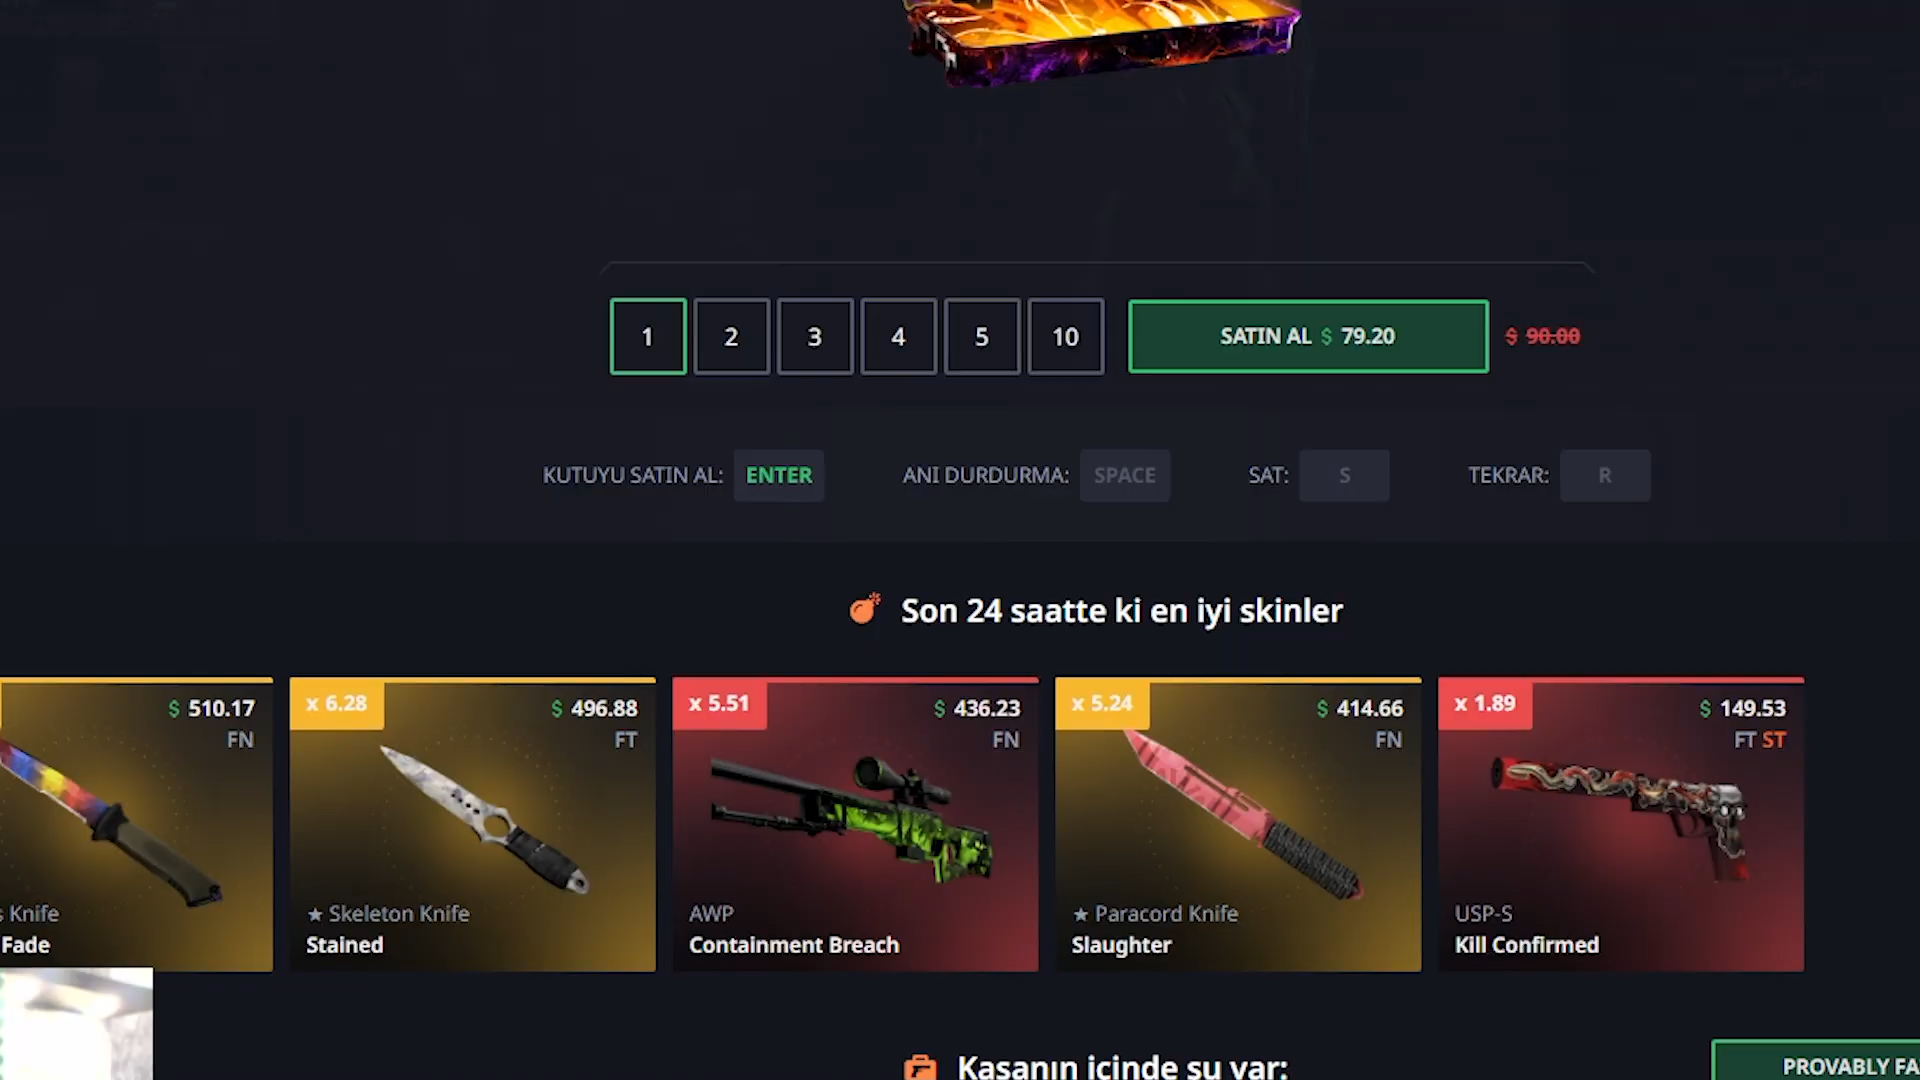 1
2
3
4
5
10
SATIN AL $ 79.20
$ 90.00
KUTUYU SATIN AL: ENTER
ANI DURDURMA: SPACE
SAT: S
TEKRAR: R
Son 24 saatte ki en iyi skinler
$ 510.17
FN
Knife
Fade
x 6.28
$ 496.88
FT
★ Skeleton Knife
Stained
x 5.51
$ 436.23
FN
AWP
Containment Breach
x 5.24
$ 414.66
FN
★ Paracord Knife
Slaughter
x 1.89
$ 149.53
FT ST
USP-S
Kill Confirmed
Kasanın içinde şu var:
PROVABLY FA